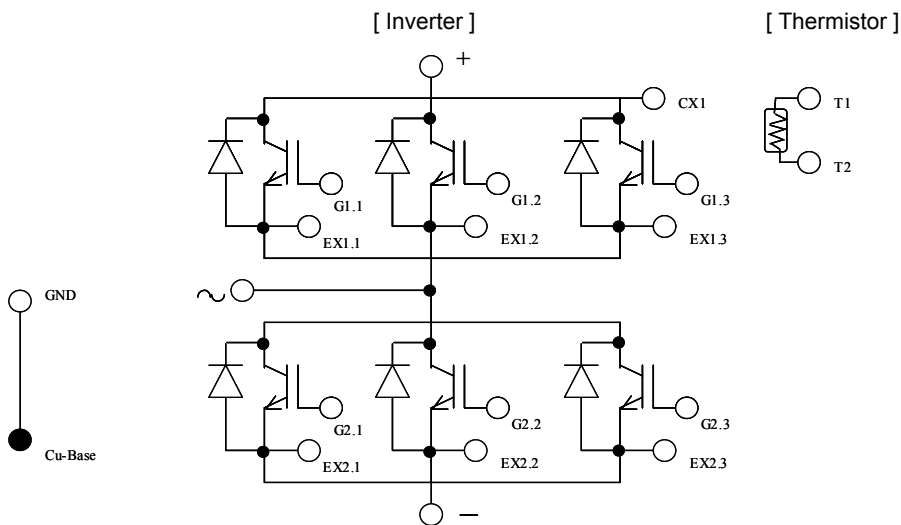 [ Inverter ]
[ Thermistor ]
+
CX1
T1
T2
G1.1
G1.2
G1.3
EX1.1
EX1.2
EX1.3
GND
~
G2.1
G2.2
G2.3
Cu-Base
EX2.1
EX2.2
EX2.3
—